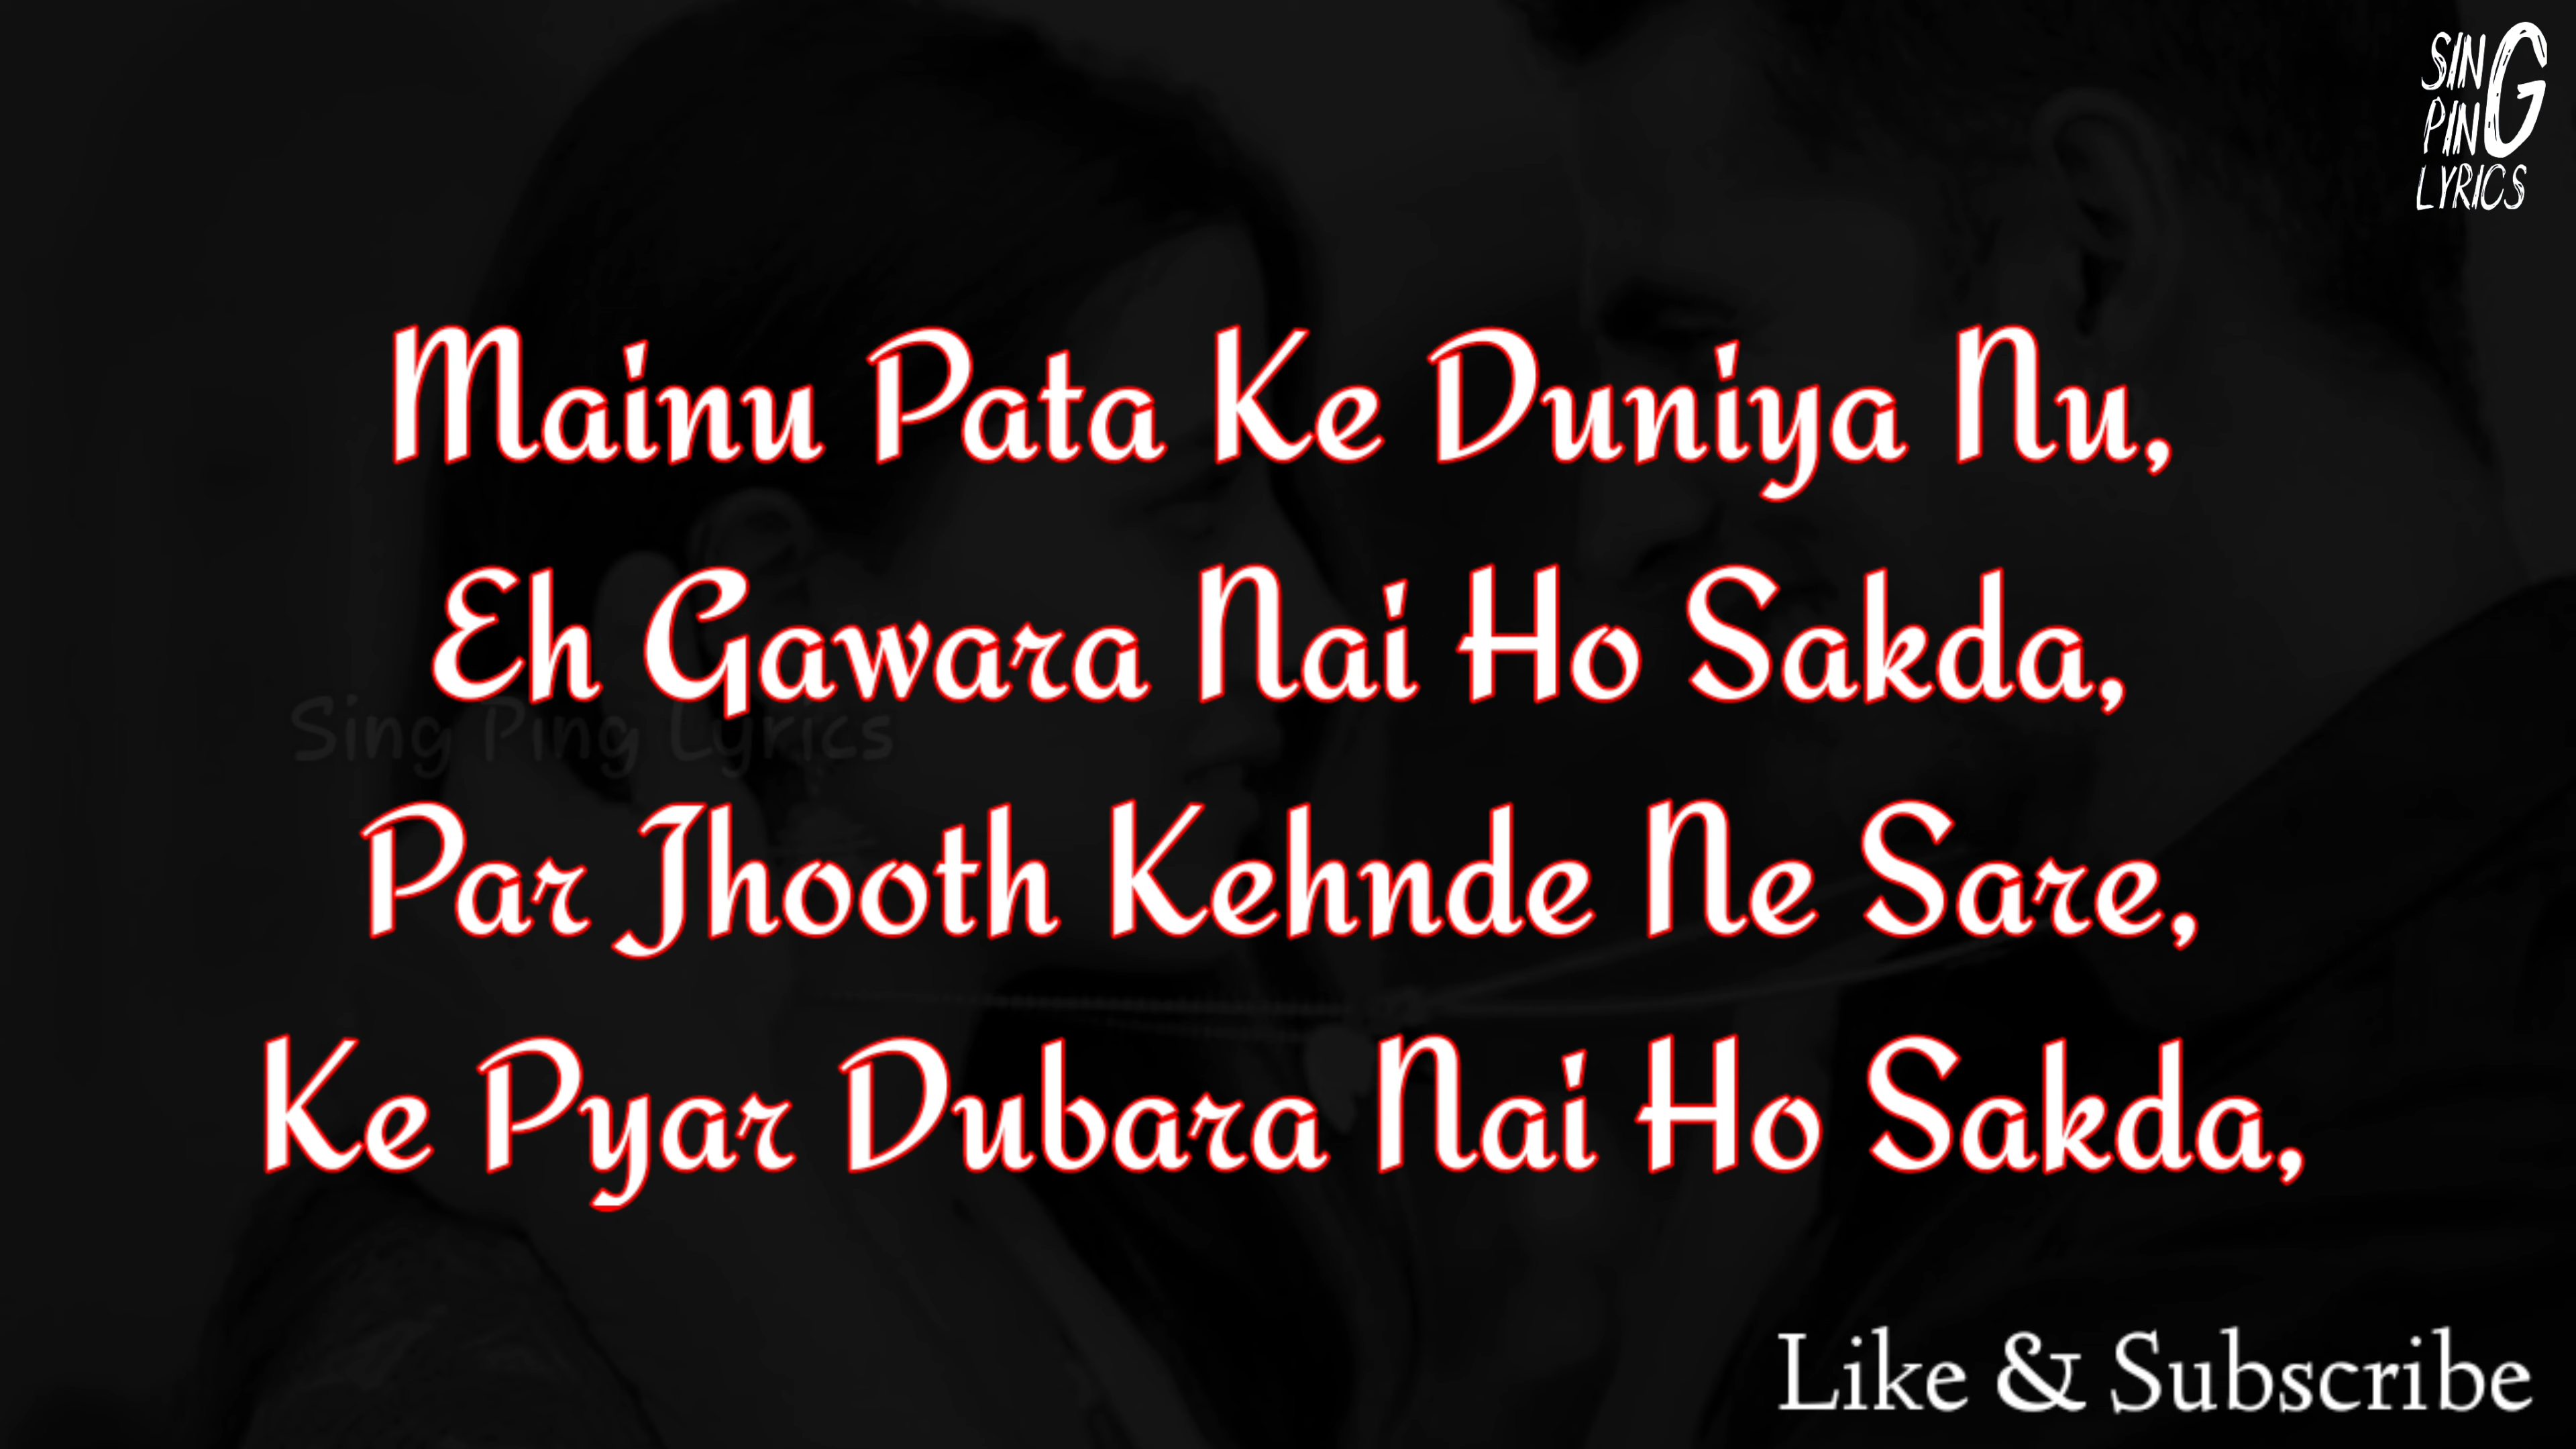 SING
PING
LYRICS
Mainu Pata Ke Duniya Nu,
Eh Gawara Nai Ho Sakda,
Sing Ping Lyrics
Par Jhooth Kehnde Ne Sare,
Ke Pyar Dubara Nai Ho Sakda,
Like & Subscribe